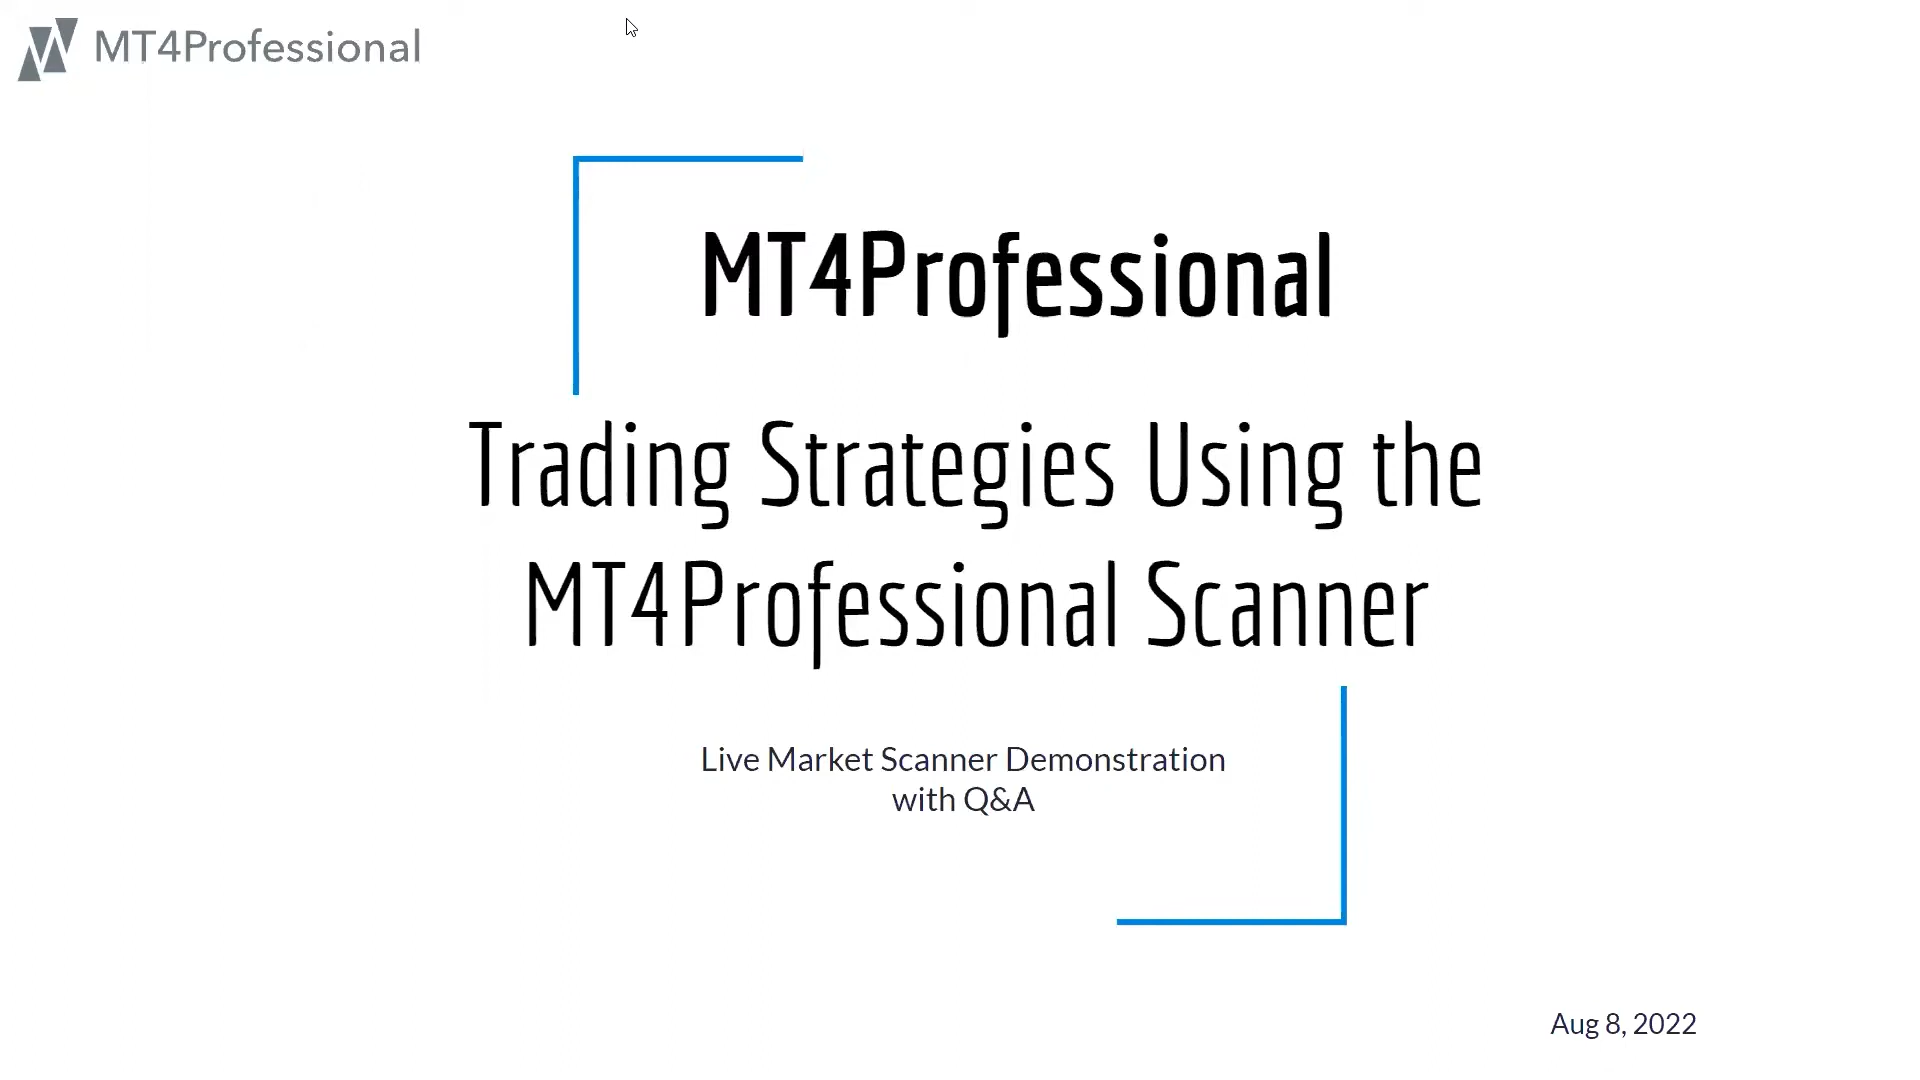 MT4Professional
MT4Professional
Trading Strategies Using the
MT4Professional Scanner
Live Market Scanner Demonstration
with Q&A
Aug 8, 2022